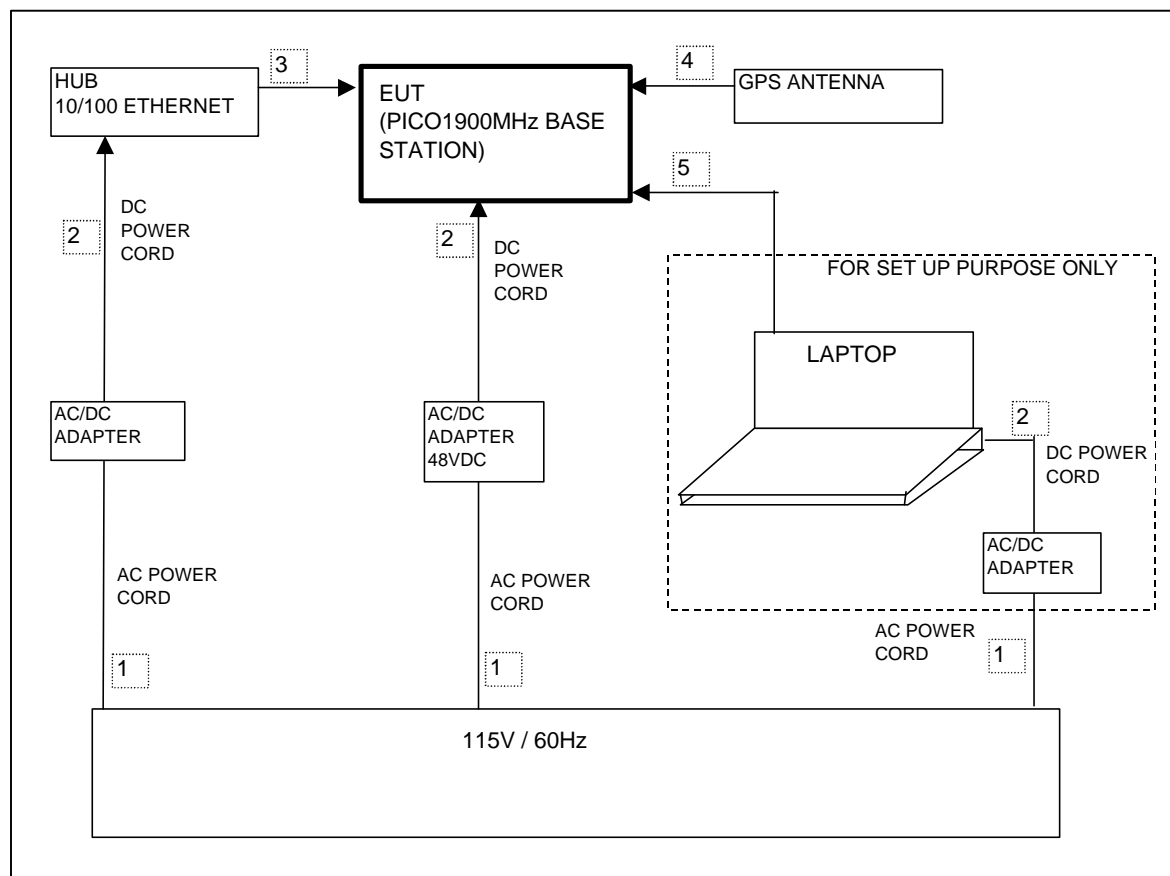 3
4
HUB
10/100 ETHERNET
EUT
(PICO1900MHz BASE
STATION)
GPS ANTENNA
5
2
DC
POWER
CORD
2
DC
POWER
CORD
FOR SET UP PURPOSE ONLY
LAPTOP
2
DC POWER
CORD
AC/DC
ADAPTER
AC/DC
ADAPTER
48VDC
AC/DC
ADAPTER
AC POWER
CORD
AC POWER
CORD
AC POWER
CORD
1
1
1
115V / 60Hz